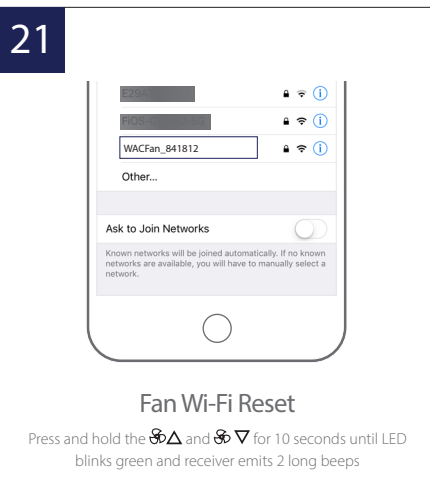 21
WACFan_841812
Other...
Ask to Join Networks
Known networks will be joined automatically. If no known
networks are available, you will have to manually select a
network.
Fan Wi-Fi Reset
Press and hold the △ and ▽ for 10 seconds until LED
blinks green and receiver emits 2 long beeps